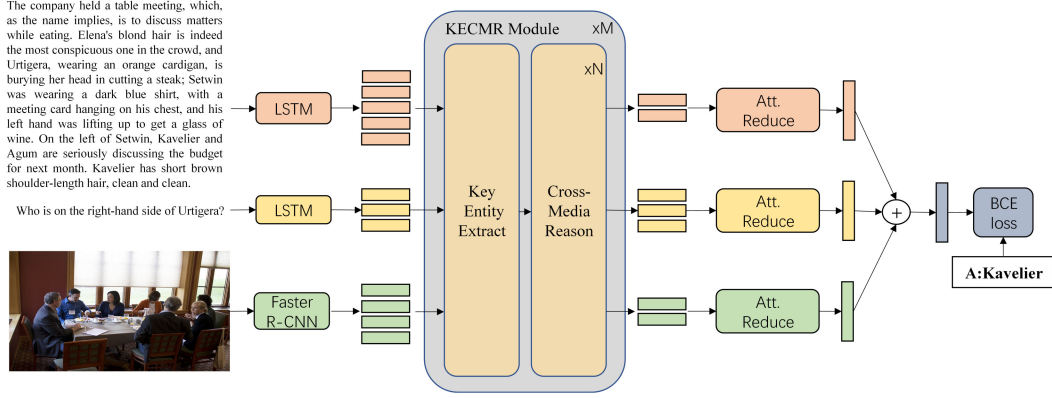 The company held a table meeting, which,
as the name implies, is to discuss matters
while eating. Elena's blond hair is indeed
the most conspicuous one in the crowd, and
Urtigera, wearing an orange cardigan, is
burying her head in cutting a steak; Setwin
was wearing a dark blue shirt, with a
meeting card hanging on his chest, and his
left hand was lifting up to get a glass of
wine. On the left of Setwin, Kavelier and
Agum are seriously discussing the budget
for next month. Kavelier has short brown
shoulder-length hair, clean and clean.
Who is on the right-hand side of Urtigera?
LSTM
LSTM
Faster
R-CNN
KECMR Module
xM
xN
Key
Entity
Extract
Cross-
Media
Reason
Att.
Reduce
Att.
Reduce
Att.
Reduce
+
BCE
loss
A:Kavelier